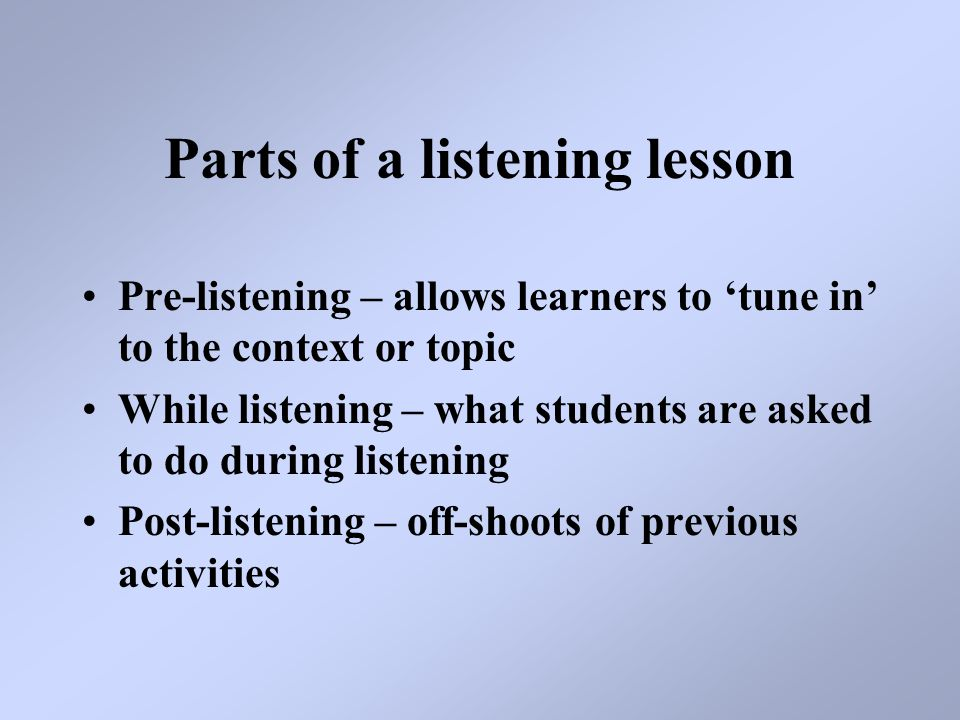 Parts of a listening lesson
• Pre-listening – allows learners to ‘tune in’
to the context or topic
• While listening – what students are asked
to do during listening
• Post-listening – off-shoots of previous
activities